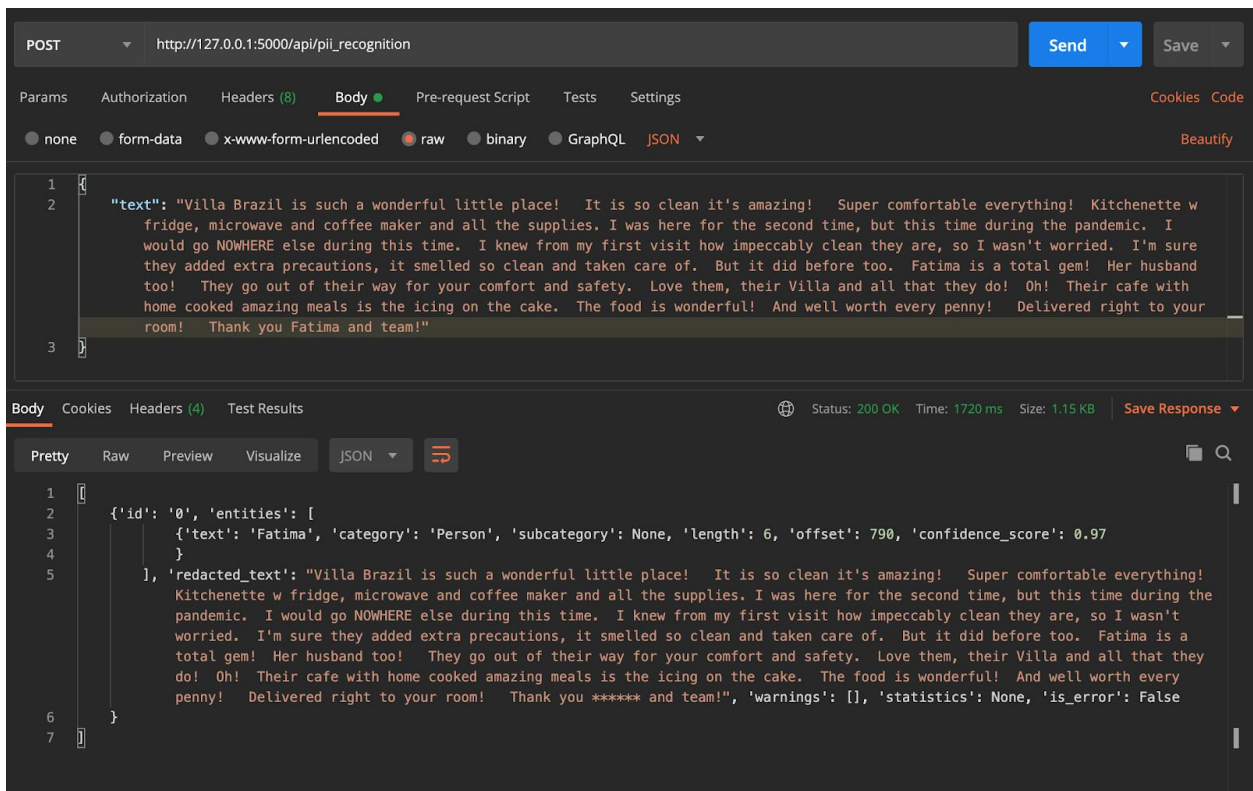 POST http://127.0.0.1:5000/api/pii_recognition Send Save
Params Authorization Headers (8) Body Pre-request Script Tests Settings Cookies Code
none form-data x-www-form-urlencoded raw binary GraphQL JSON Beautify
1 {
2 "text": "Villa Brazil is such a wonderful little place!   It is so clean it's amazing!   Super comfortable everything!  Kitchenette w
fridge, microwave and coffee maker and all the supplies. I was here for the second time, but this time during the pandemic.  I
would go NOWHERE else during this time.  I knew from my first visit how impeccably clean they are, so I wasn't worried.  I'm sure
they added extra precautions, it smelled so clean and taken care of.  But it did before too.  Fatima is a total gem!  Her husband
too!   They go out of their way for your comfort and safety.  Love them, their Villa and all that they do!  Oh!  Their cafe with
home cooked amazing meals is the icing on the cake.  The food is wonderful!  And well worth every penny!   Delivered right to your
room!   Thank you Fatima and team!"
3 }
Body Cookies Headers (4) Test Results Status: 200 OK Time: 1720 ms Size: 1.15 KB Save Response
Pretty Raw Preview Visualize JSON
1 [
2 {'id': '0', 'entities': [
3 {'text': 'Fatima', 'category': 'Person', 'subcategory': None, 'length': 6, 'offset': 790, 'confidence_score': 0.97
4 }
5 ], 'redacted_text': "Villa Brazil is such a wonderful little place!   It is so clean it's amazing!   Super comfortable everything!
Kitchenette w fridge, microwave and coffee maker and all the supplies. I was here for the second time, but this time during the
pandemic.  I would go NOWHERE else during this time.  I knew from my first visit how impeccably clean they are, so I wasn't
worried.  I'm sure they added extra precautions, it smelled so clean and taken care of.  But it did before too.  Fatima is a
total gem!  Her husband too!   They go out of their way for your comfort and safety.  Love them, their Villa and all that they
do!  Oh!  Their cafe with home cooked amazing meals is the icing on the cake.  The food is wonderful!  And well worth every
penny!   Delivered right to your room!   Thank you ****** and team!", 'warnings': [], 'statistics': None, 'is_error': False
6 }
7 ]